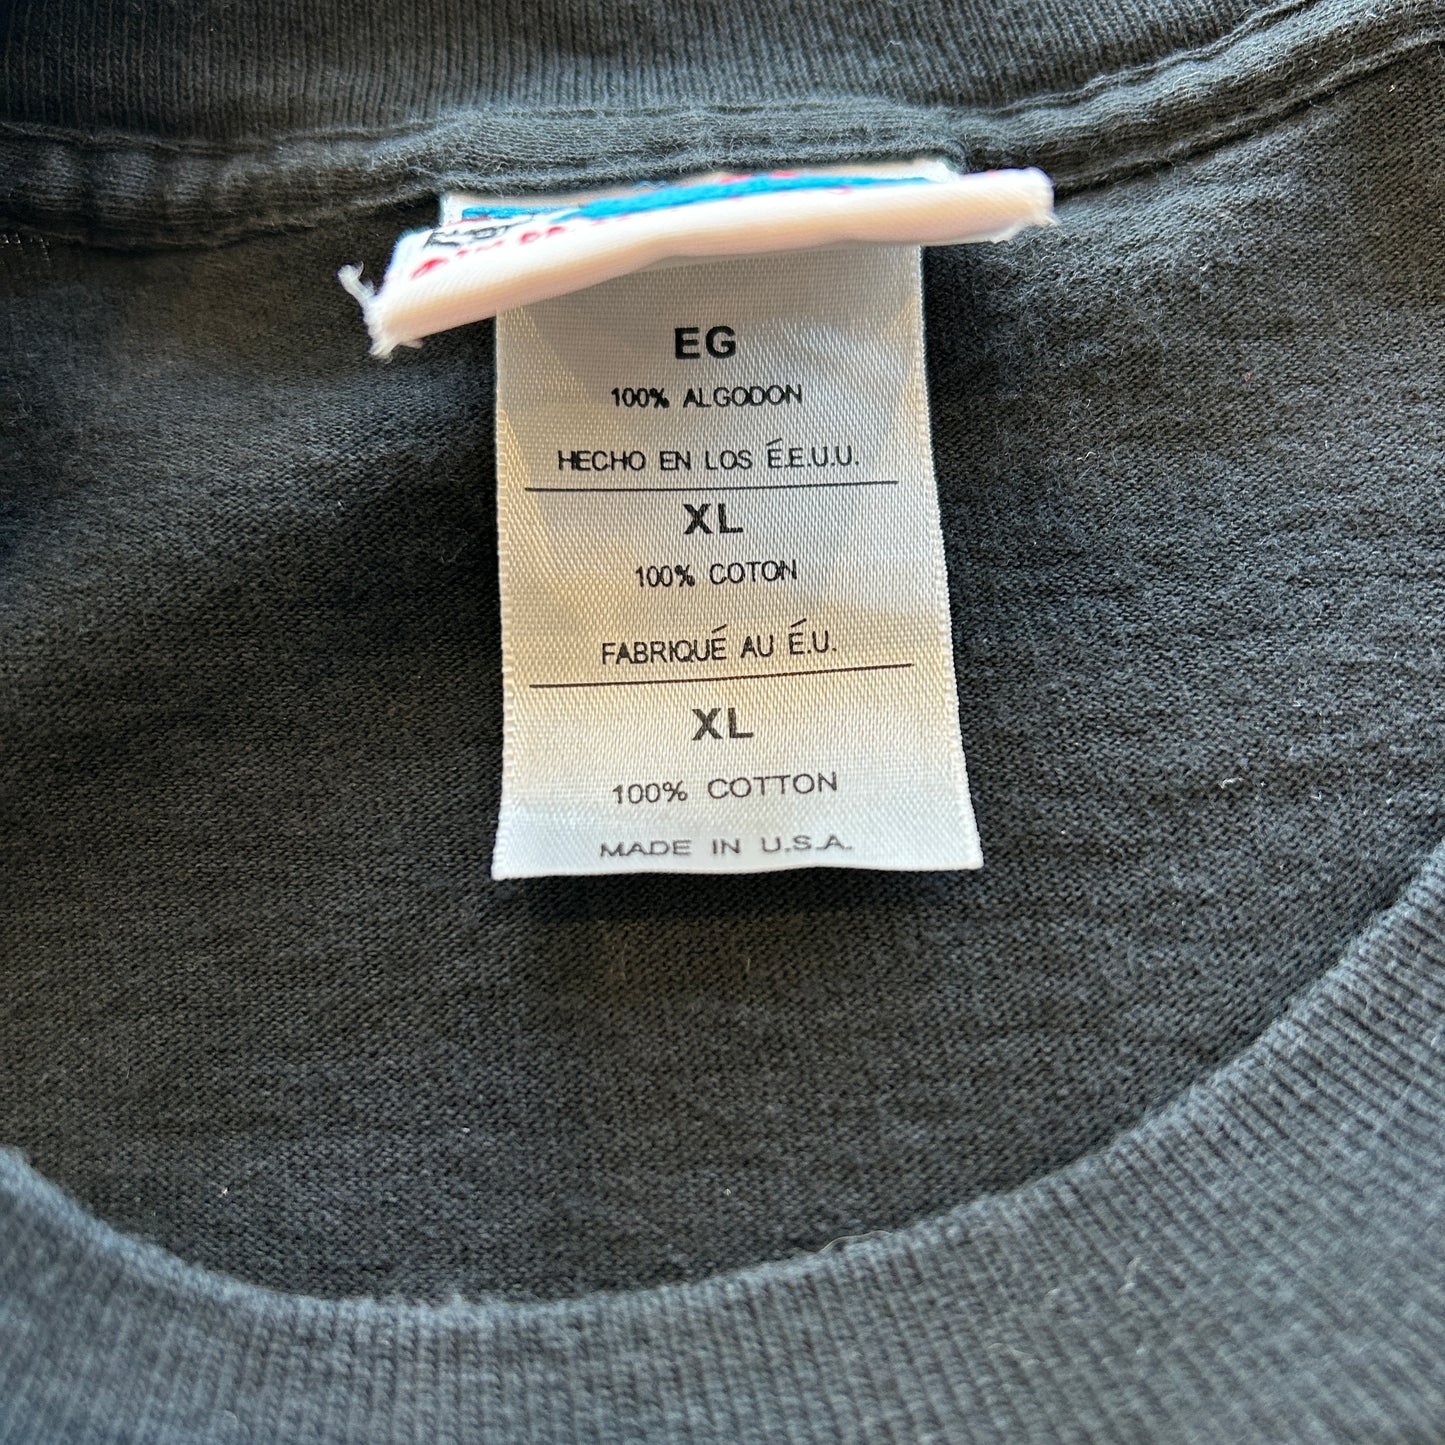 EG
100% ALGODON
HECHO EN LOS É.E.U.U.
XL
100% COTON
FABRIQUÉ AU É.U.
XL
100% COTTON
MADE IN U.S.A.